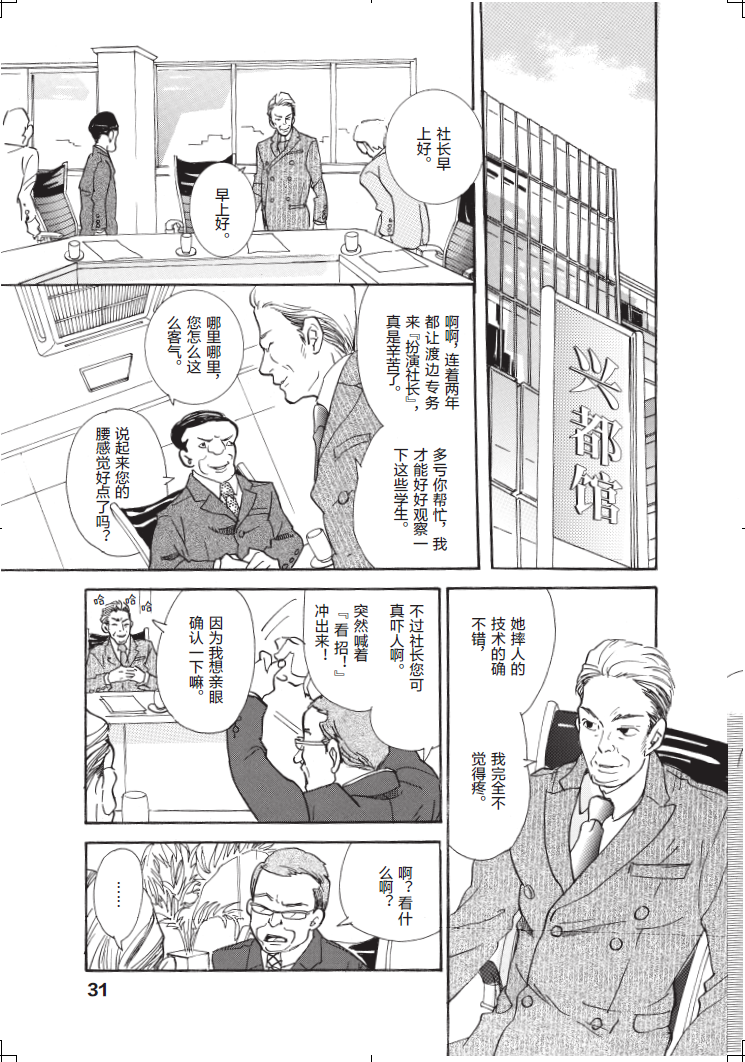 兴都馆
社长早
上好。
早上好。
啊啊，连着两年
都让渡边专务
来『扮演社长』，
真是辛苦了。
多亏你帮忙，我
才能好好观察一
下这些学生。
哪里哪里，
您怎么这
么客气。
说起来您的
腰感觉好点了吗？
她摔人的
技术的确
不错，
我完全不
觉得疼。
不过社长您可
真吓人啊。
突然喊着
『看招！』
冲出来！
因为我想亲眼
确认一下嘛。
哈
哈
哈
啊？看什
么啊？
……
31